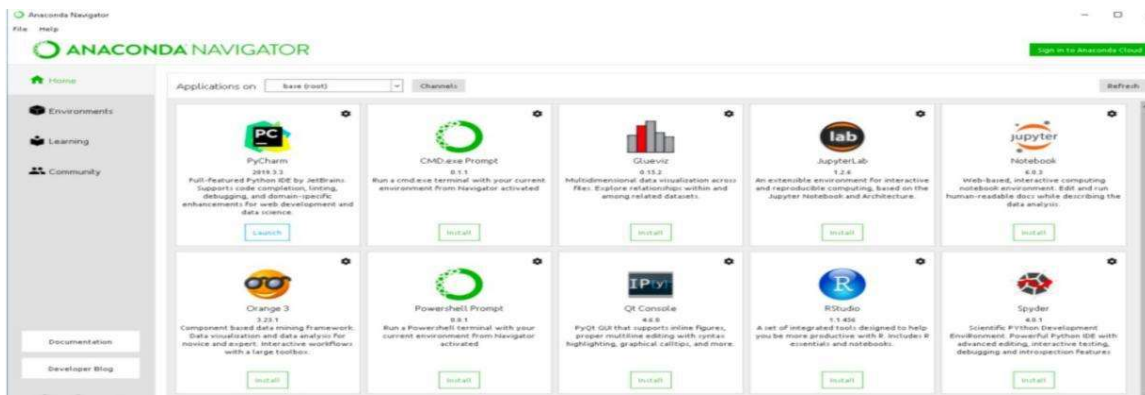 Anaconda Navigator
File Help
ANACONDA NAVIGATOR
Sign in to Anaconda Cloud
Home
Environments
Learning
Community
Documentation
Developer Blog
Applications on base (root) Channels
Refresh
PC
PyCharm
2019.3.3
Full-featured Python IDE by JetBrains.
Supports code completion, linting,
debugging, and domain-specific
enhancements for web development and
data science.
Launch
CMD.exe Prompt
0.1.1
Run a cmd.exe terminal with your current
environment from Navigator activated
Install
Glueviz
0.15.2
Multidimensional data visualization across
files. Explore relationships within and
among related datasets.
Install
lab
JupyterLab
1.2.6
An extensible environment for interactive
and reproducible computing, based on the
Jupyter Notebook and Architecture.
Install
jupyter
Notebook
6.0.3
Web-based, interactive computing
notebook environment. Edit and run
human-readable docs while describing the
data analysis.
Install
Orange 3
3.23.1
Component based data mining framework.
Data visualization and data analysis for
novice and expert. Interactive workflows
with a large toolbox.
Install
Powershell Prompt
0.0.1
Run a Powershell terminal with your
current environment from Navigator
activated
Install
IP[y]:
Qt Console
4.6.0
PyQt GUI that supports inline figures,
proper multiline editing with syntax
highlighting, graphical calltips, and more.
Install
R
RStudio
1.1.456
A set of integrated tools designed to help
you be more productive with R. Includes R
essentials and notebooks.
Install
Spyder
4.0.1
Scientific PYthon Development
EnviRonment. Powerful Python IDE with
advanced editing, interactive testing,
debugging and introspection features
Install